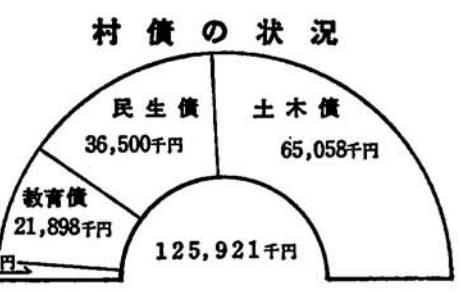 村債の状況
民生債
36,500千円
土木債
65,058千円
教育債
21,898千円
円
125,921千円